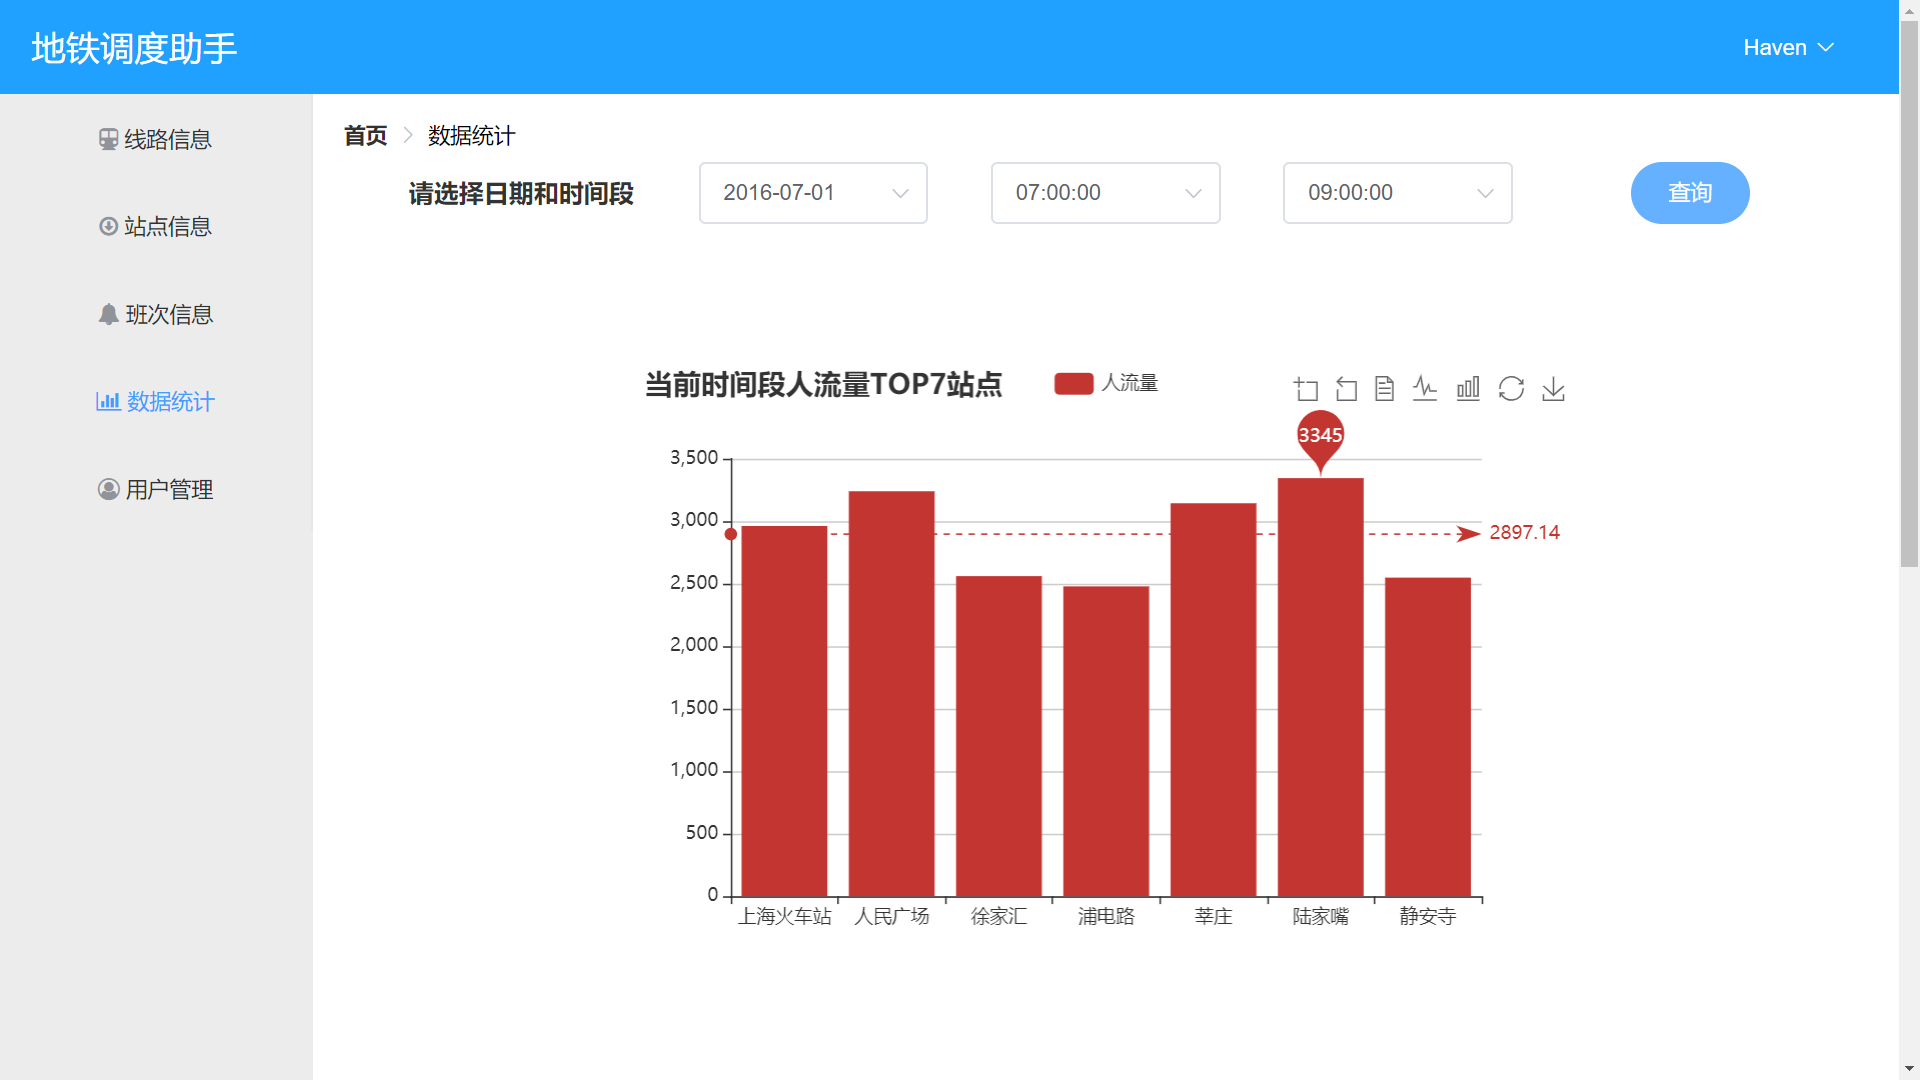 地铁调度助手
Haven
线路信息
站点信息
班次信息
数据统计
用户管理
首页 数据统计
请选择日期和时间段 2016-07-01 07:00:00 09:00:00 查询
当前时间段人流量TOP7站点 人流量
3345
3,500
3,000
2897.14
2,500
2,000
1,500
1,000
500
0
上海火车站 人民广场 徐家汇 浦电路 莘庄 陆家嘴 静安寺